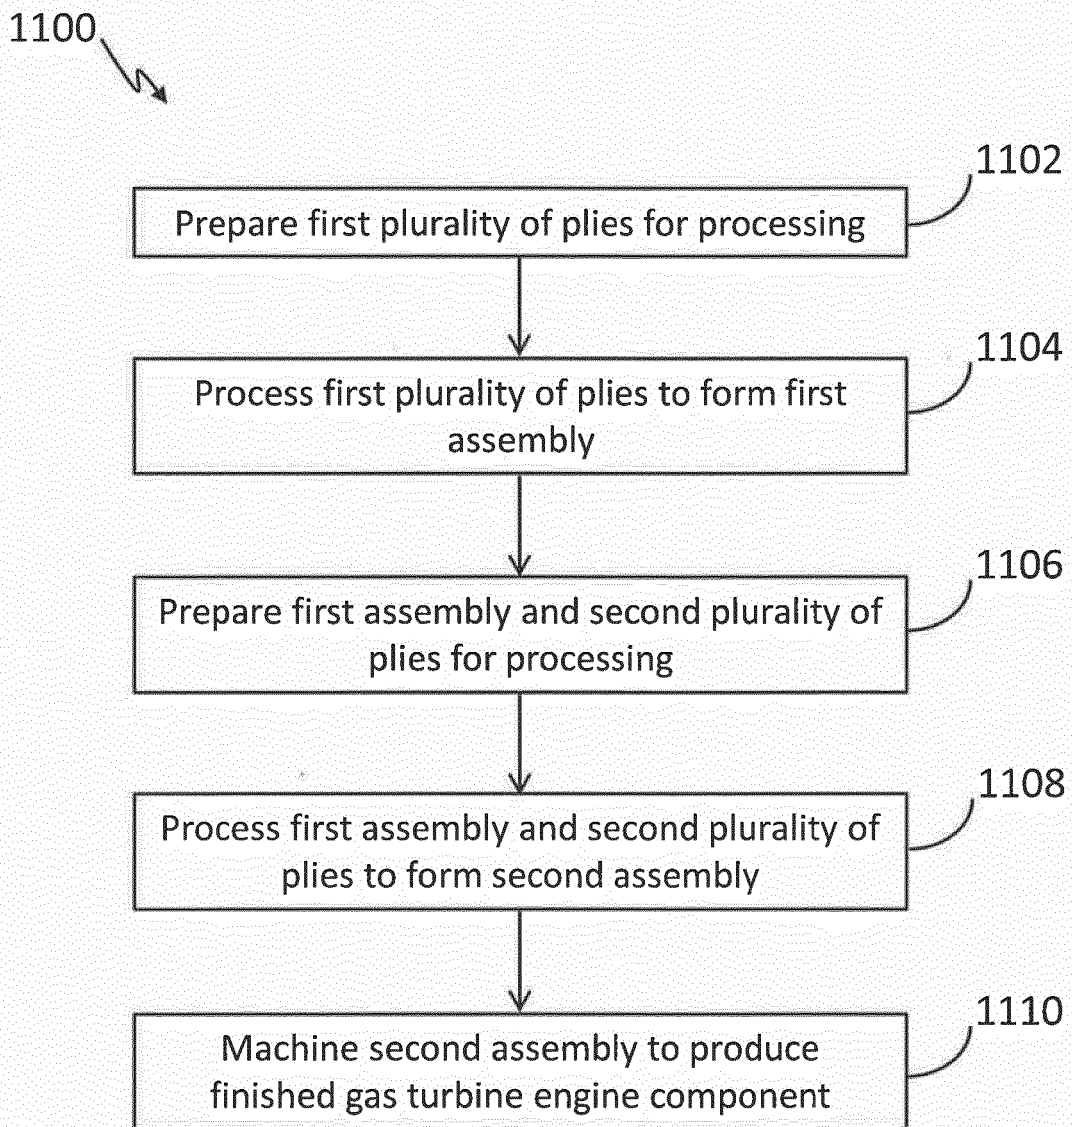 1100
1102
Prepare first plurality of plies for processing
1104
Process first plurality of plies to form first
assembly
1106
Prepare first assembly and second plurality of
plies for processing
1108
Process first assembly and second plurality of
plies to form second assembly
1110
Machine second assembly to produce
finished gas turbine engine component